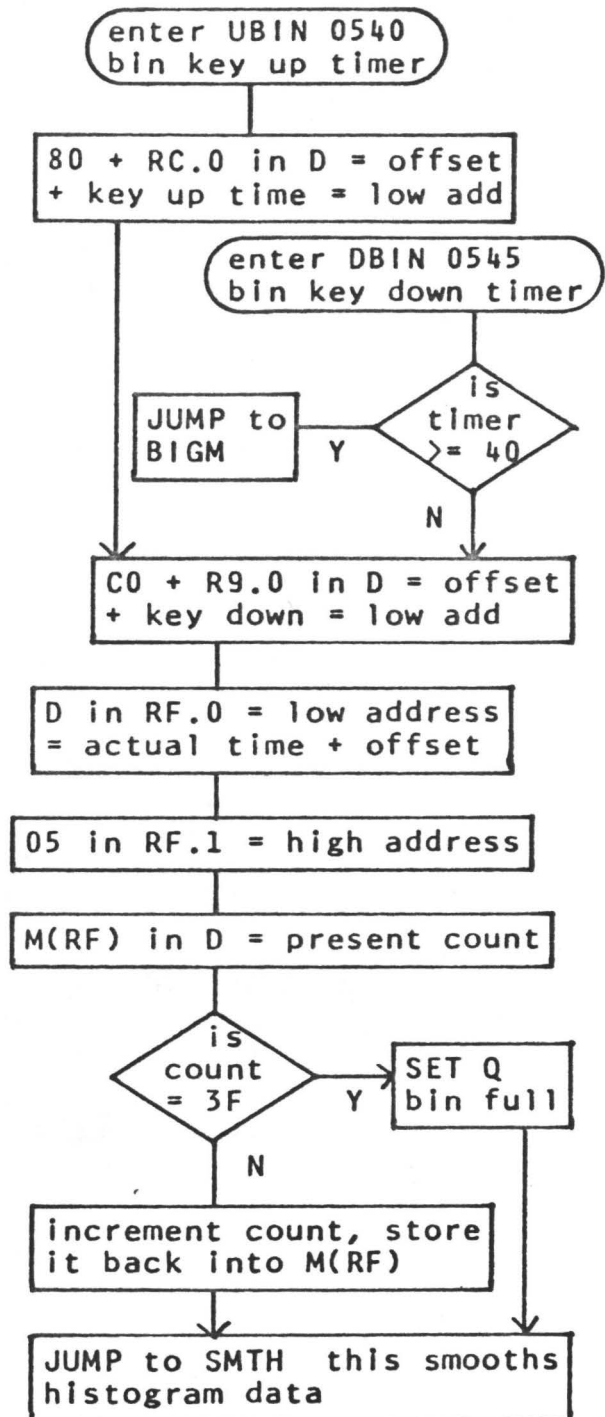 enter UBIN 0540
bin key up timer
80 + RC.0 in D = offset
+ key up time = low add
enter DBIN 0545
bin key down timer
is
timer
>= 40
JUMP to
BIGM
Y
N
C0 + R9.0 in D = offset
+ key down = low add
D in RF.0 = low address
= actual time + offset
05 in RF.1 = high address
M(RF) in D = present count
is
count
= 3F
Y
SET Q
bin full
N
increment count, store
it back into M(RF)
JUMP to SMTH this smooths
histogram data